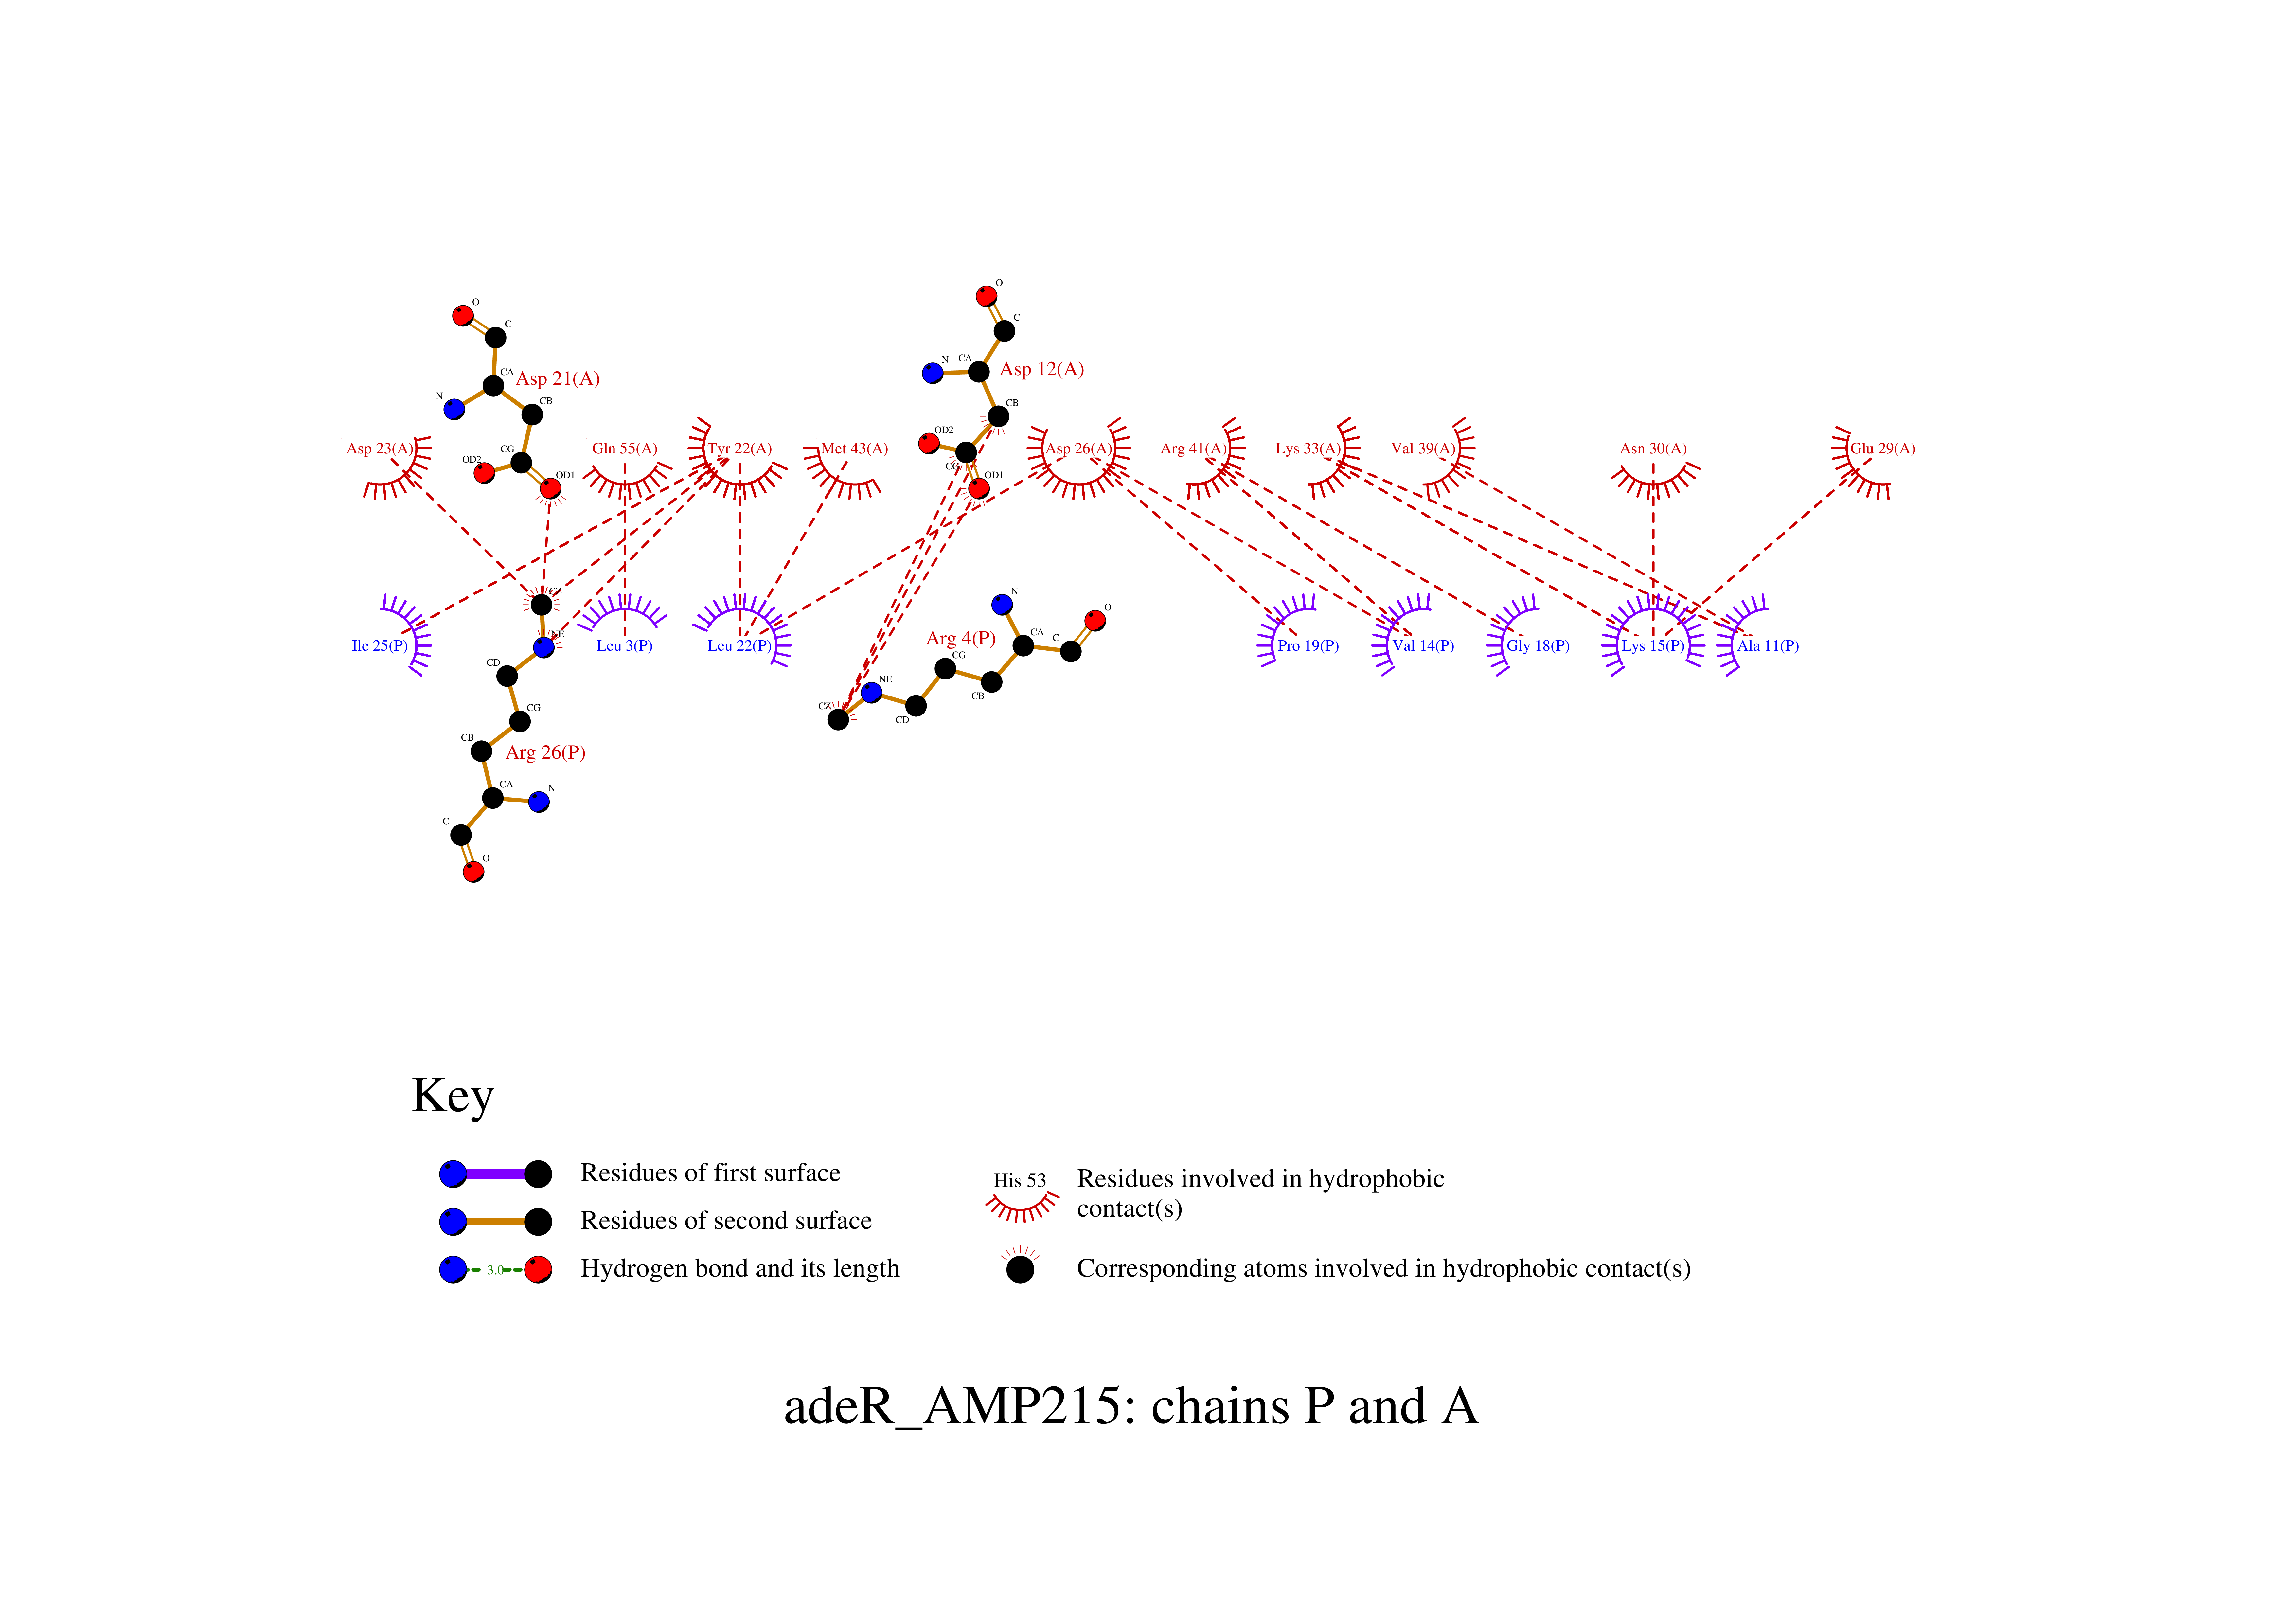 O
C
CA
Asp 21(A)
N
CB
CG
OD2
OD1
O
C
CA
N
Asp 12(A)
CB
OD2
CG
OD1
Asp 23(A)
Gln 55(A)
Tyr 22(A)
Met 43(A)
Asp 26(A)
Arg 41(A)
Lys 33(A)
Val 39(A)
Asn 30(A)
Glu 29(A)
CZ
NE
Ile 25(P)
Leu 3(P)
Leu 22(P)
Pro 19(P)
Val 14(P)
Gly 18(P)
Lys 15(P)
Ala 11(P)
N
O
Arg 4(P)
CA
C
CG
CB
NE
CD
CZ
CD
CG
CB
Arg 26(P)
CA
N
C
O
Key
Residues of first surface
Residues of second surface
3.0
Hydrogen bond and its length
His 53
Residues involved in hydrophobic
contact(s)
Corresponding atoms involved in hydrophobic contact(s)
adeR_AMP215: chains P and A